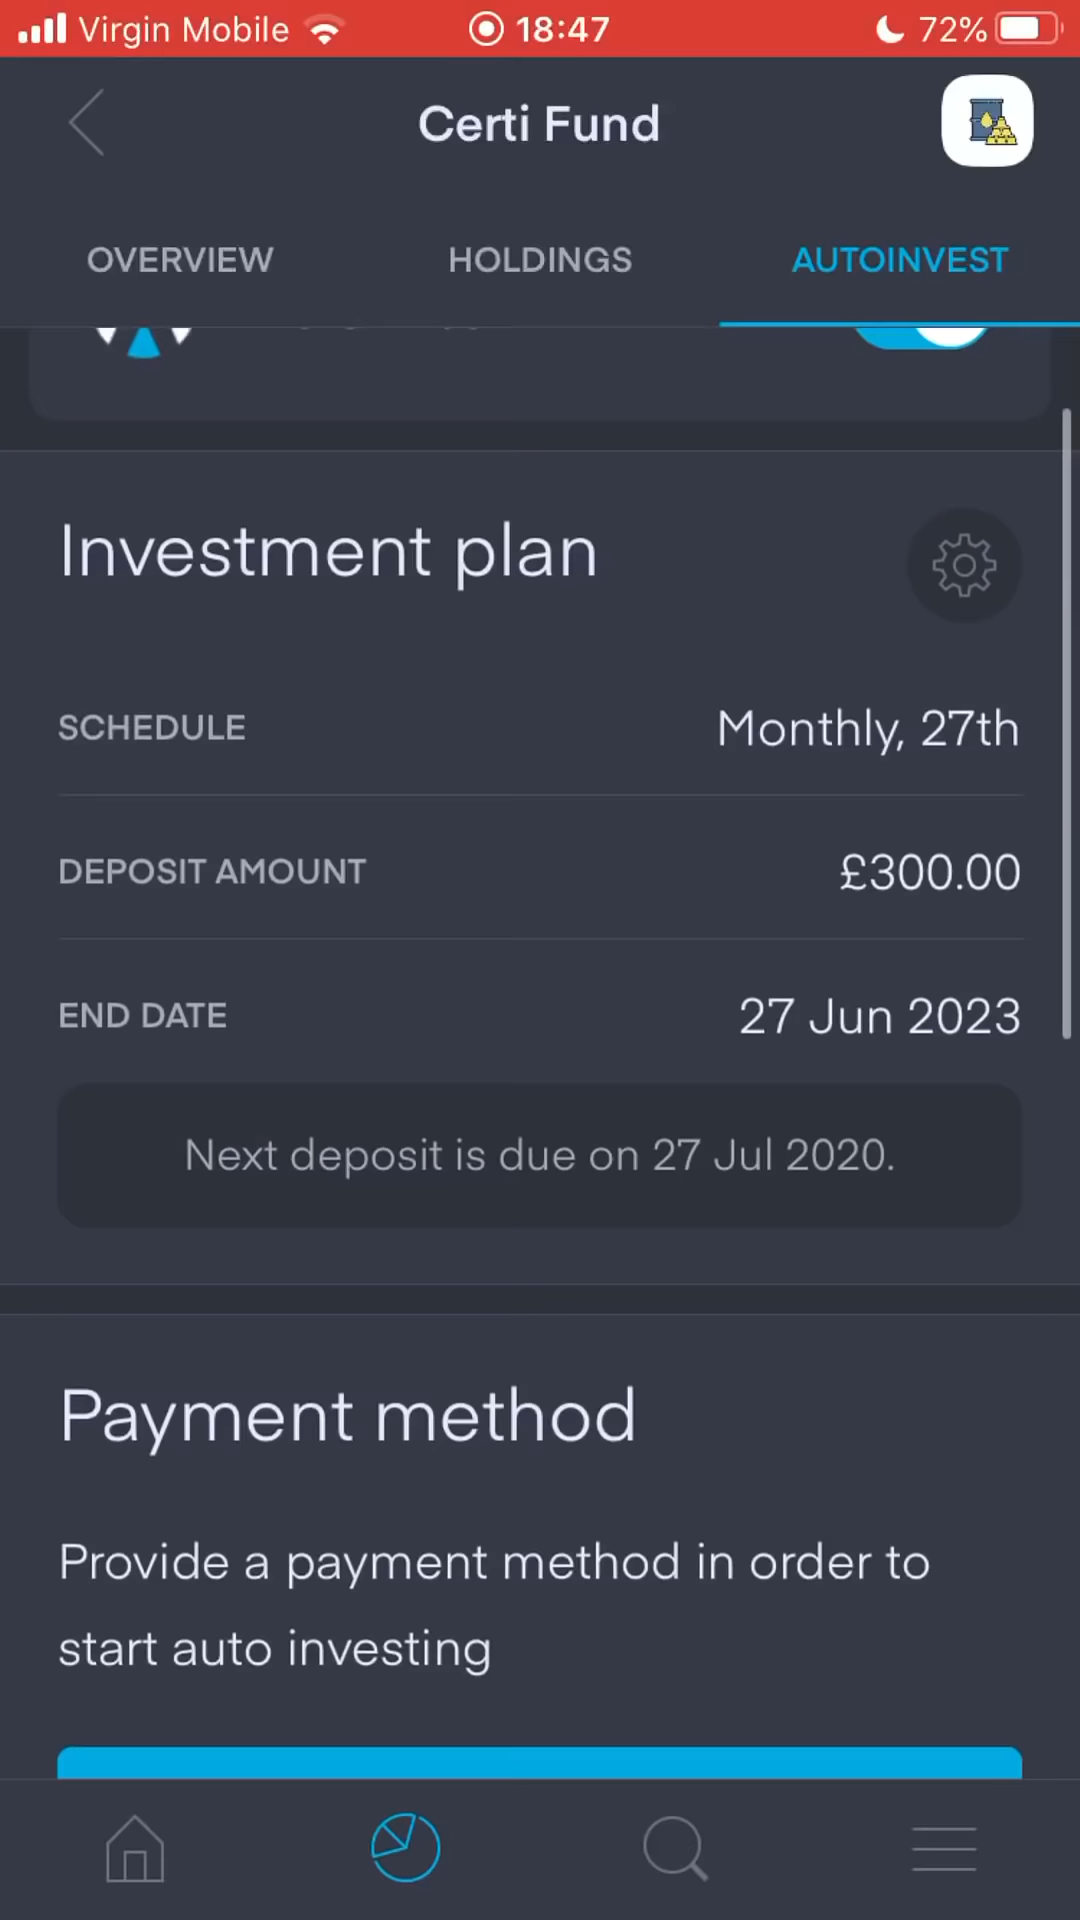 Virgin Mobile
18:47
72%
Certi Fund
OVERVIEW
HOLDINGS
AUTOINVEST
Investment plan
SCHEDULE
Monthly, 27th
DEPOSIT AMOUNT
£300.00
END DATE
27 Jun 2023
Next deposit is due on 27 Jul 2020.
Payment method
Provide a payment method in order to
start auto investing